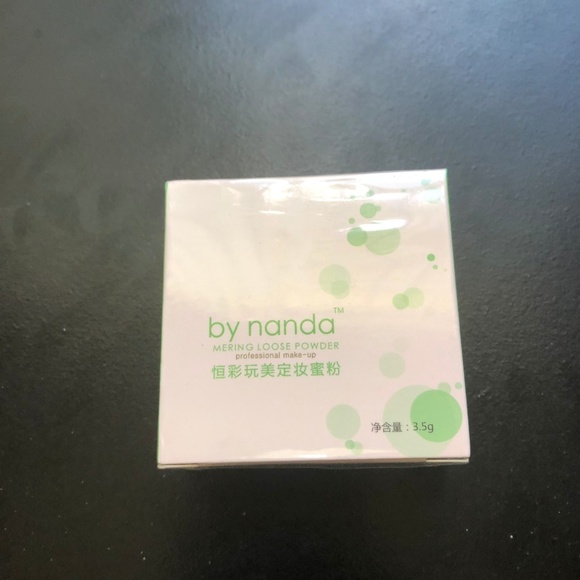 by nanda™
MERING LOOSE POWDER
professional make-up
恒彩玩美定妆蜜粉
净含量：3.5g